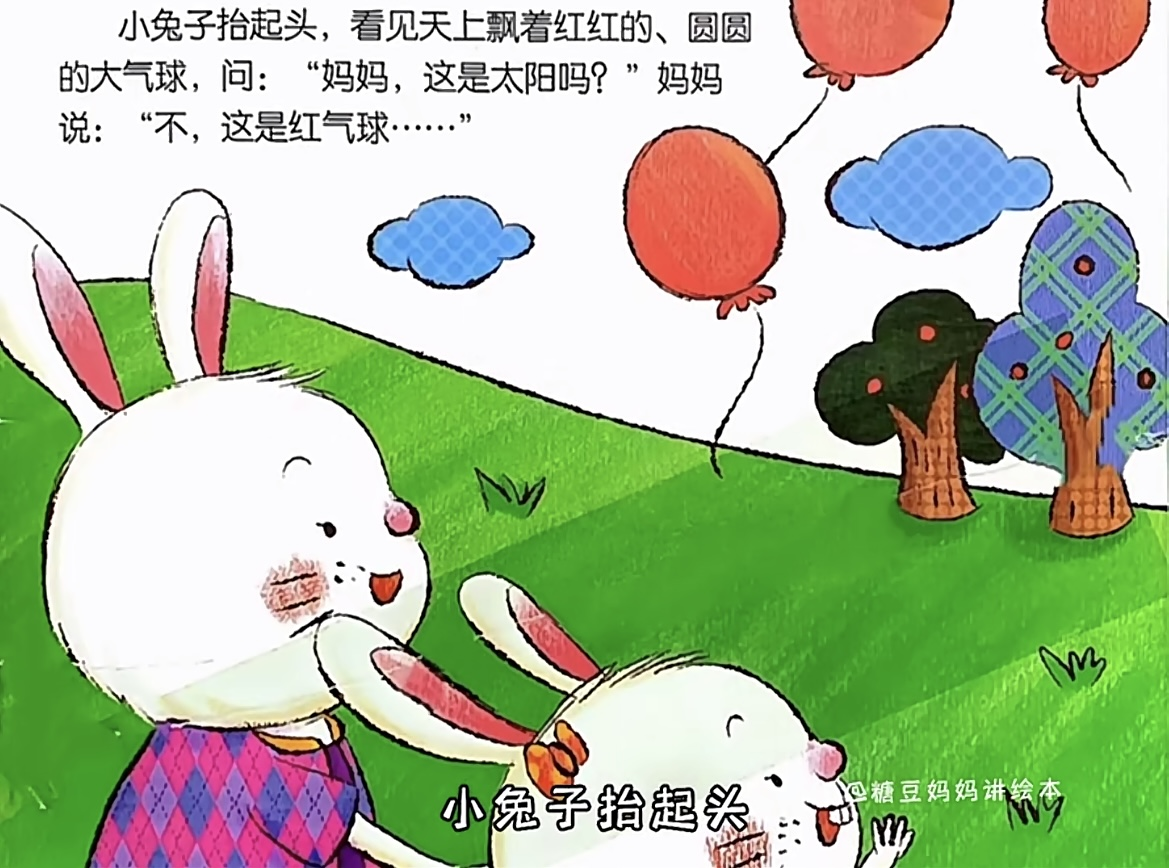 小兔子抬起头，看见天上飘着红红的、圆圆
的大气球，问：“妈妈，这是太阳吗？”妈妈
说：“不，这是红气球……”
@糖豆妈妈讲绘本
小兔子抬起头